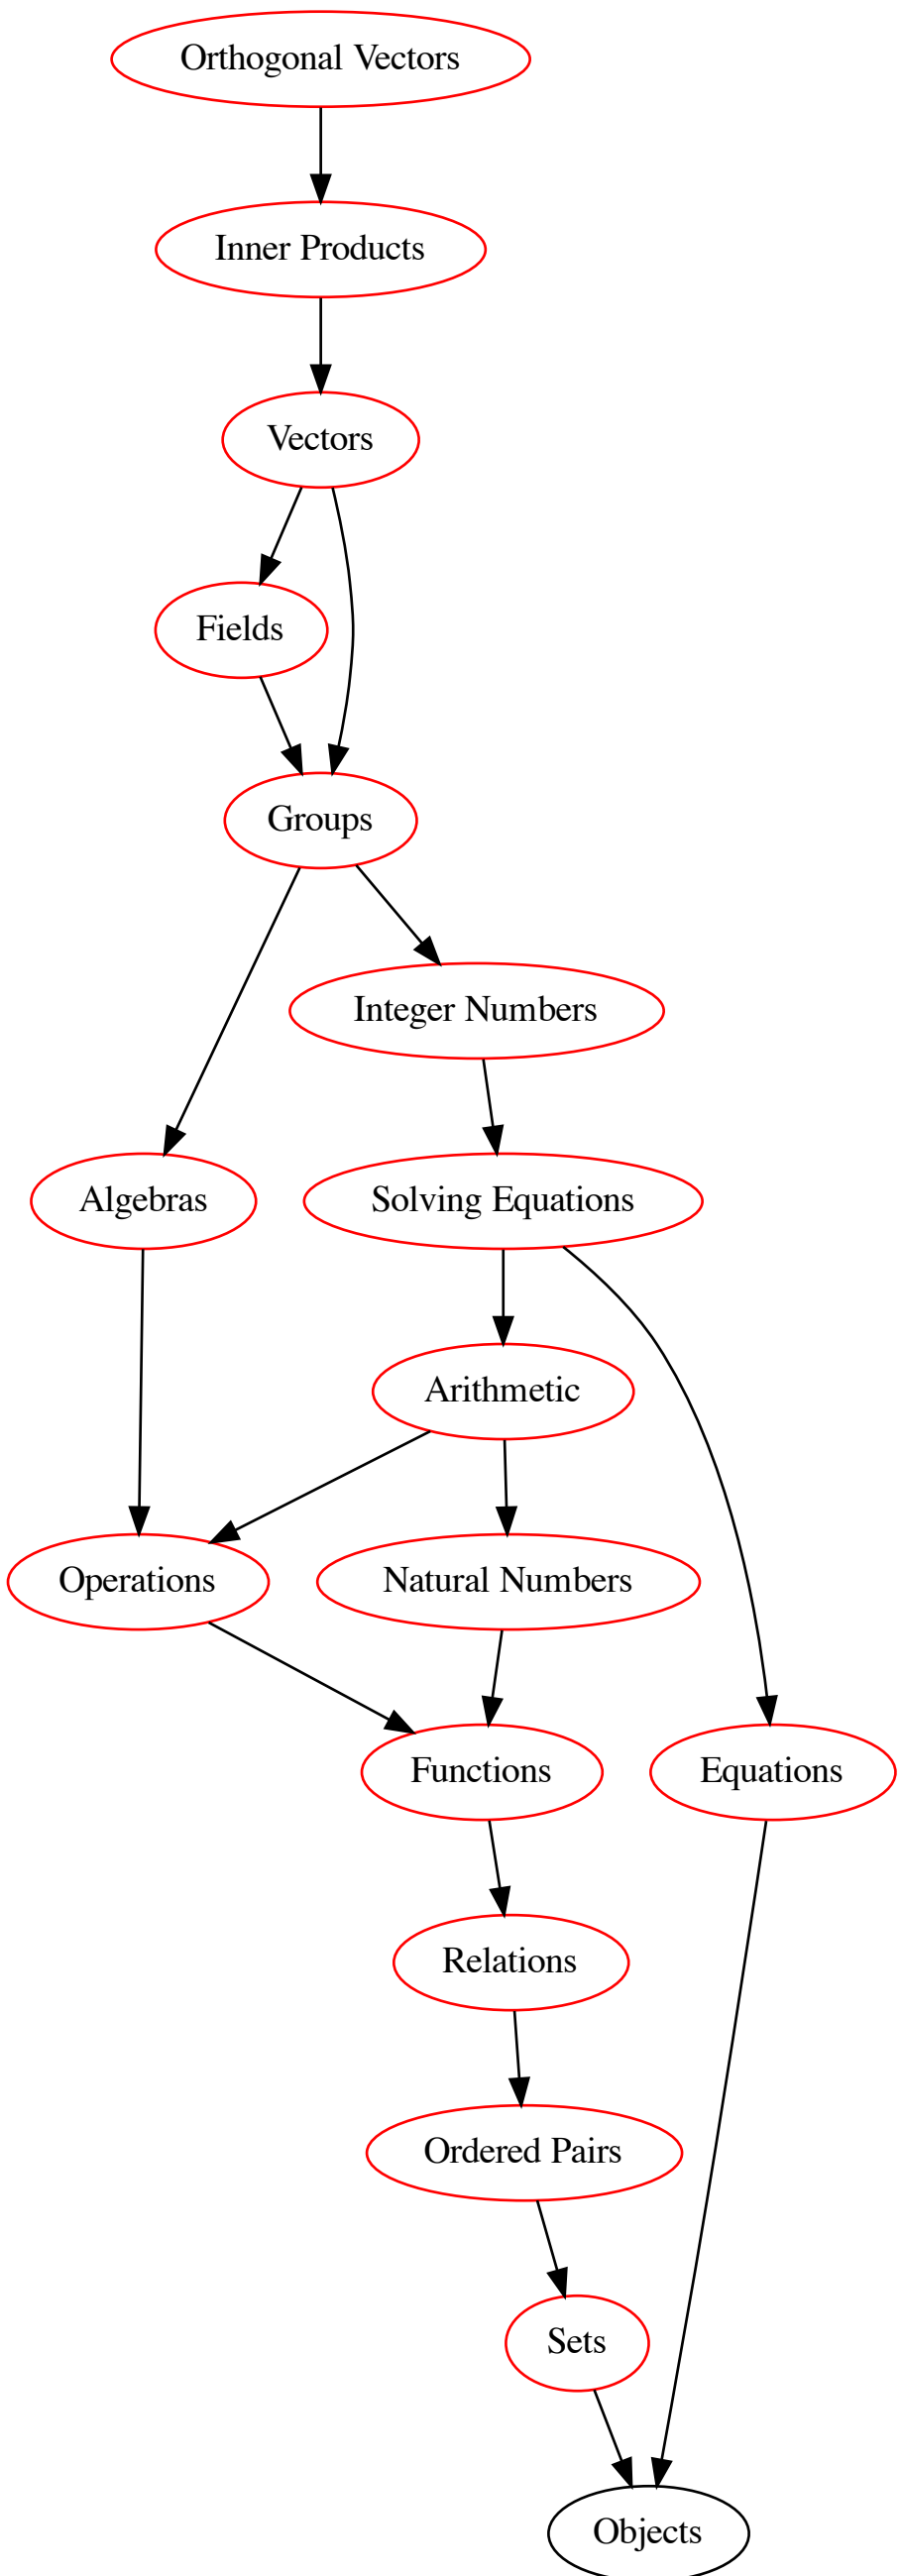 Orthogonal Vectors
Inner Products
Vectors
Fields
Groups
Integer Numbers
Algebras
Solving Equations
Arithmetic
Operations
Natural Numbers
Functions
Equations
Relations
Ordered Pairs
Sets
Objects